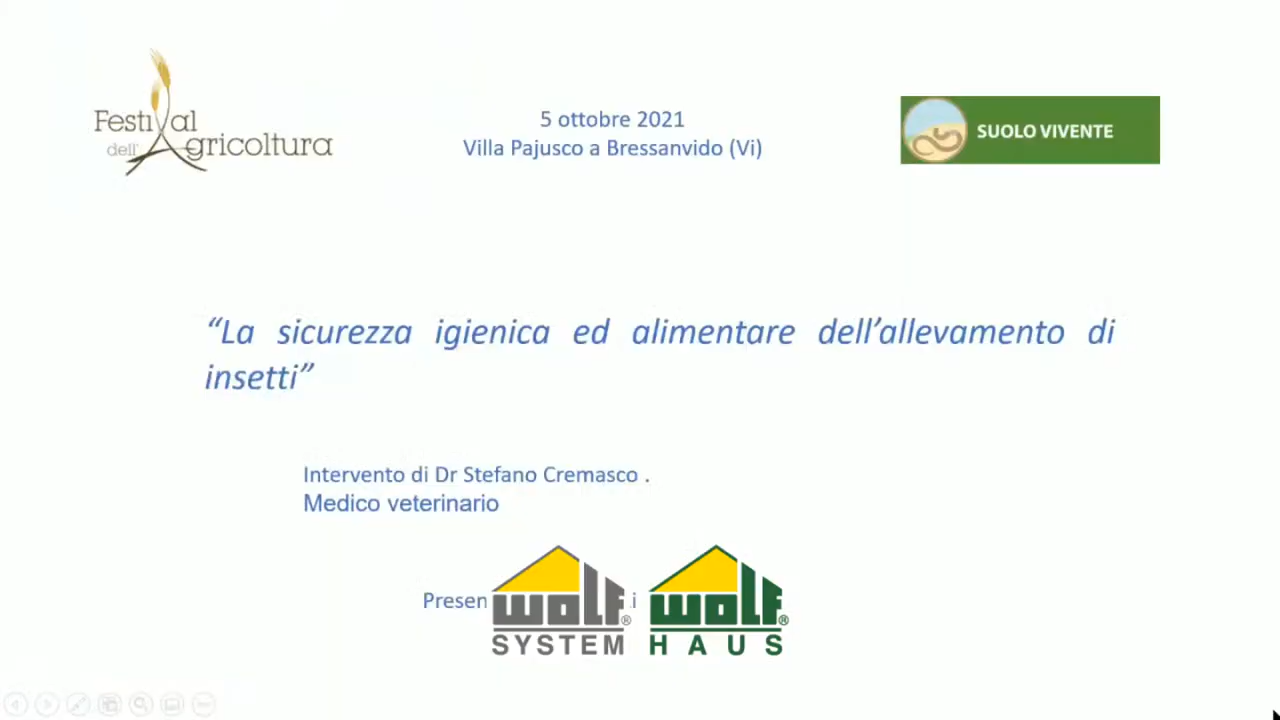 Festival
dell'Agricoltura
5 ottobre 2021
Villa Pajusco a Bressanvido (Vi)
SUOLO VIVENTE
“La sicurezza igienica ed alimentare dell’allevamento di
insetti”
Intervento di Dr Stefano Cremasco .
Medico veterinario
wolf®
SYSTEM
wolf®
HAUS